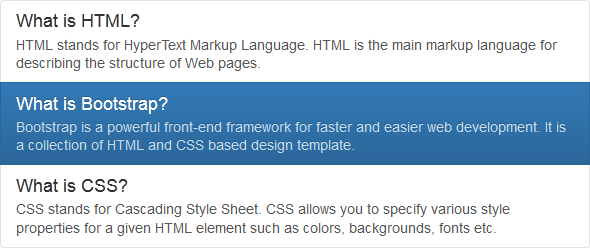 What is HTML?
HTML stands for HyperText Markup Language. HTML is the main markup language for
describing the structure of Web pages.
What is Bootstrap?
Bootstrap is a powerful front-end framework for faster and easier web development. It is
a collection of HTML and CSS based design template.
What is CSS?
CSS stands for Cascading Style Sheet. CSS allows you to specify various style
properties for a given HTML element such as colors, backgrounds, fonts etc.